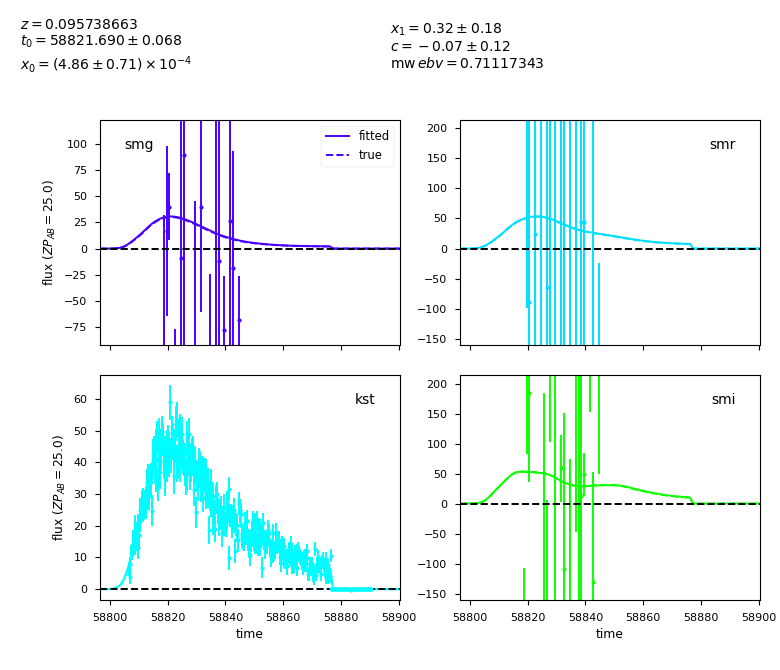 z = 0.095738663
t₀ = 58821.690 ± 0.068
x₀ = (4.86 ± 0.71) × 10⁻⁴
x₁ = 0.32 ± 0.18
c = −0.07 ± 0.12
mw ebv = 0.71117343
smg
fitted
true
100
75
50
25
0
−25
−50
−75
flux (ZP_AB = 25.0)
smr
200
150
100
50
0
−50
−100
−150
kst
60
50
40
30
20
10
0
flux (ZP_AB = 25.0)
58800 58820 58840 58860 58880 58900
time
smi
200
150
100
50
0
−50
−100
−150
58800 58820 58840 58860 58880 58900
time